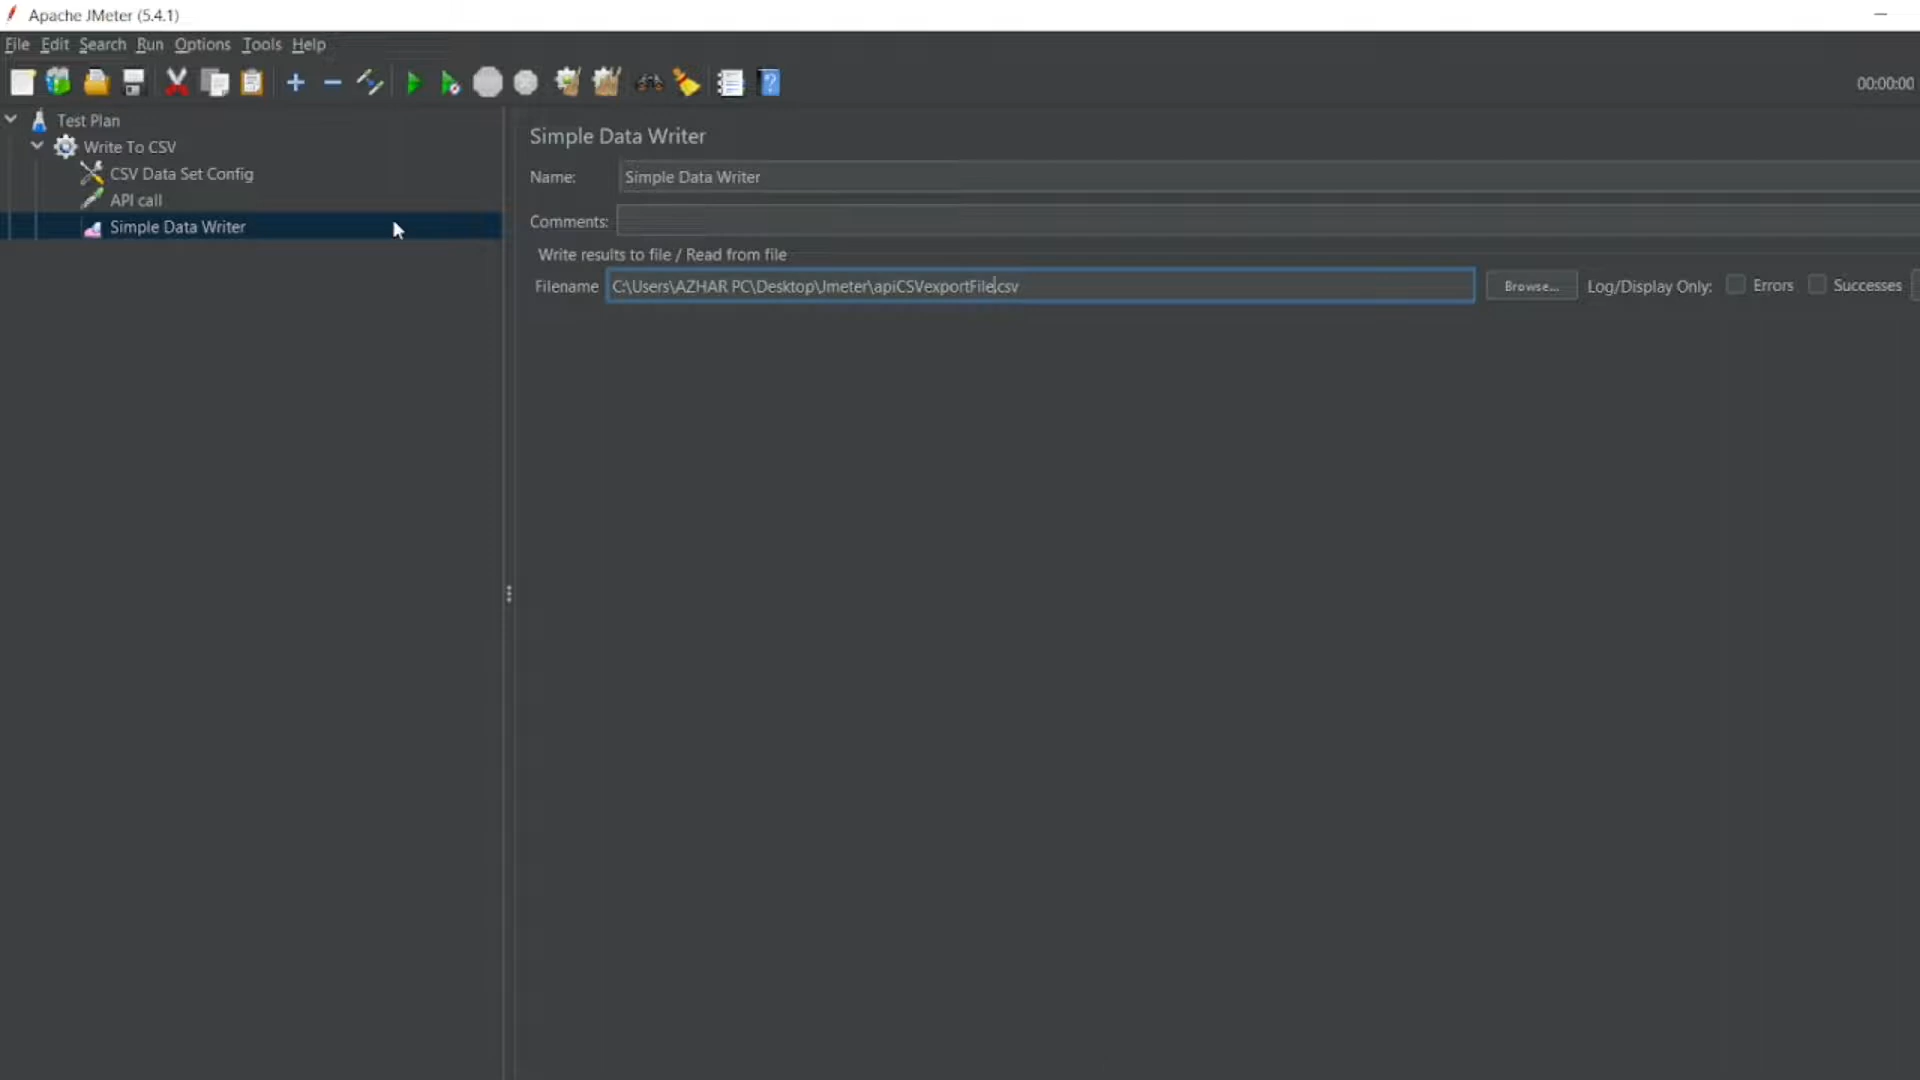 Apache JMeter (5.4.1)
File Edit Search Run Options Tools Help
00:00:00
Test Plan
Write To CSV
CSV Data Set Config
API call
Simple Data Writer
Simple Data Writer
Name: Simple Data Writer
Comments:
Write results to file / Read from file
Filename C:\Users\AZHAR PC\Desktop\Jmeter\apiCSVexportFile.csv Browse... Log/Display Only: Errors Successes